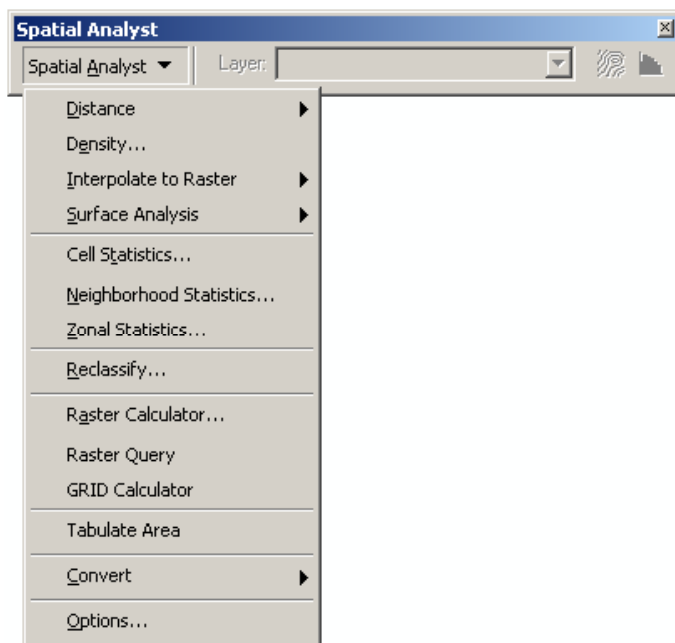 Spatial Analyst
Spatial Analyst Layer:
Distance
Density...
Interpolate to Raster
Surface Analysis
Cell Statistics...
Neighborhood Statistics...
Zonal Statistics...
Reclassify...
Raster Calculator...
Raster Query
GRID Calculator
Tabulate Area
Convert
Options...